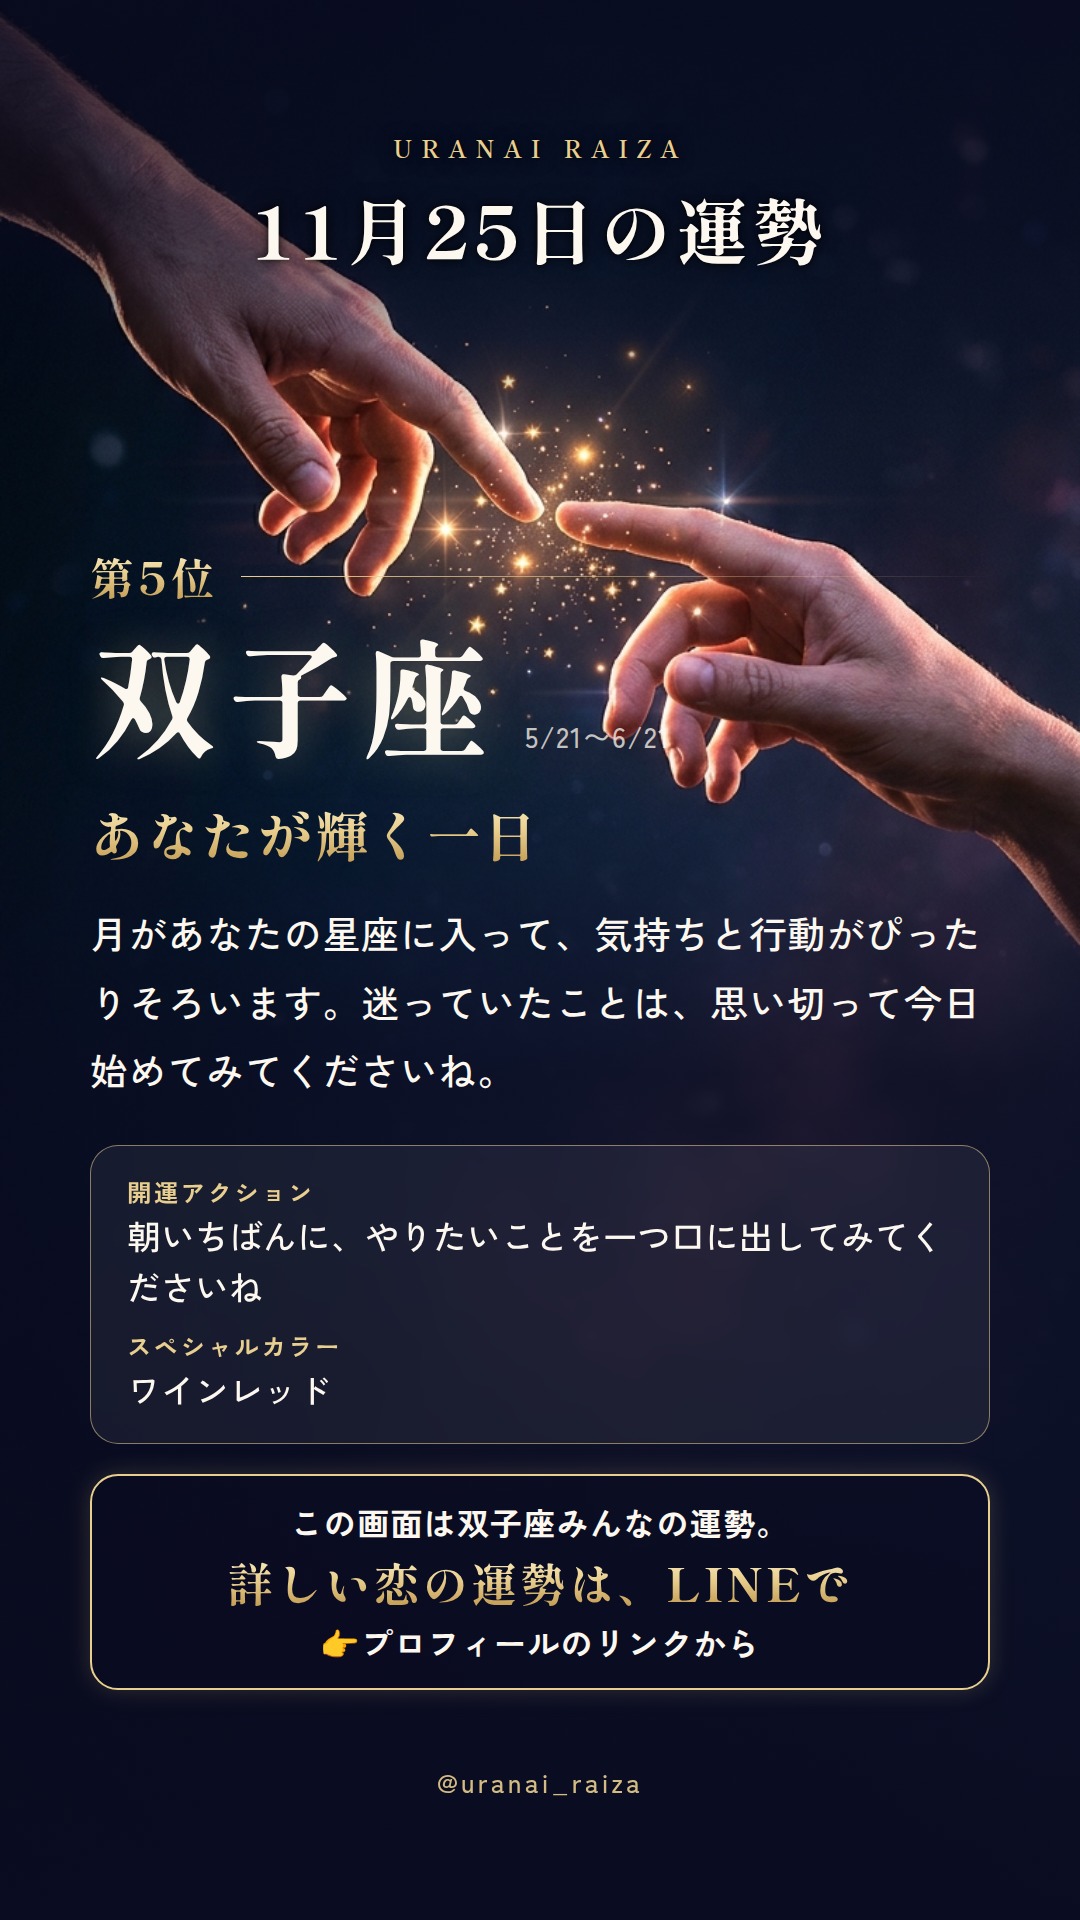 URANAI RAIZA
11月25日の運勢
第5位
双子座 5/21〜6/21
あなたが輝く一日
月があなたの星座に入って、気持ちと行動がぴった
りそろいます。迷っていたことは、思い切って今日
始めてみてくださいね。
開運アクション
朝いちばんに、やりたいことを一つ口に出してみてく
ださいね
スペシャルカラー
ワインレッド
この画面は双子座みんなの運勢。
詳しい恋の運勢は、LINEで
👉プロフィールのリンクから
@uranai_raiza